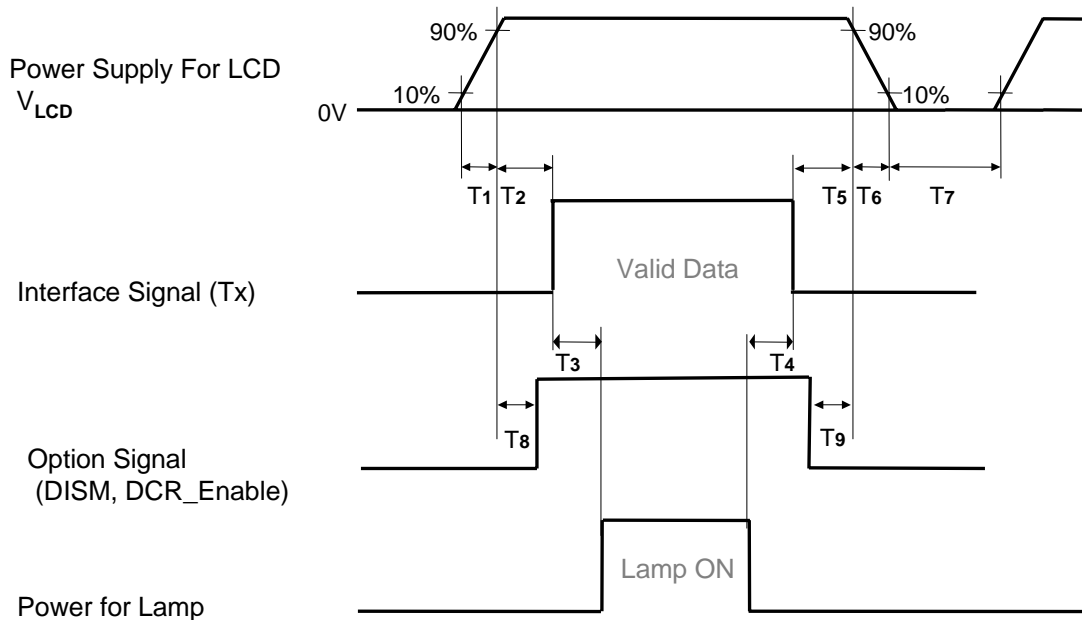 90%
90%
Power Supply For LCD
VLCD
10%
10%
0V
T1
T2
T5
T6
T7
Valid Data
Interface Signal (Tx)
T3
T4
T8
T9
Option Signal
(DISM, DCR_Enable)
Lamp ON
Power for Lamp